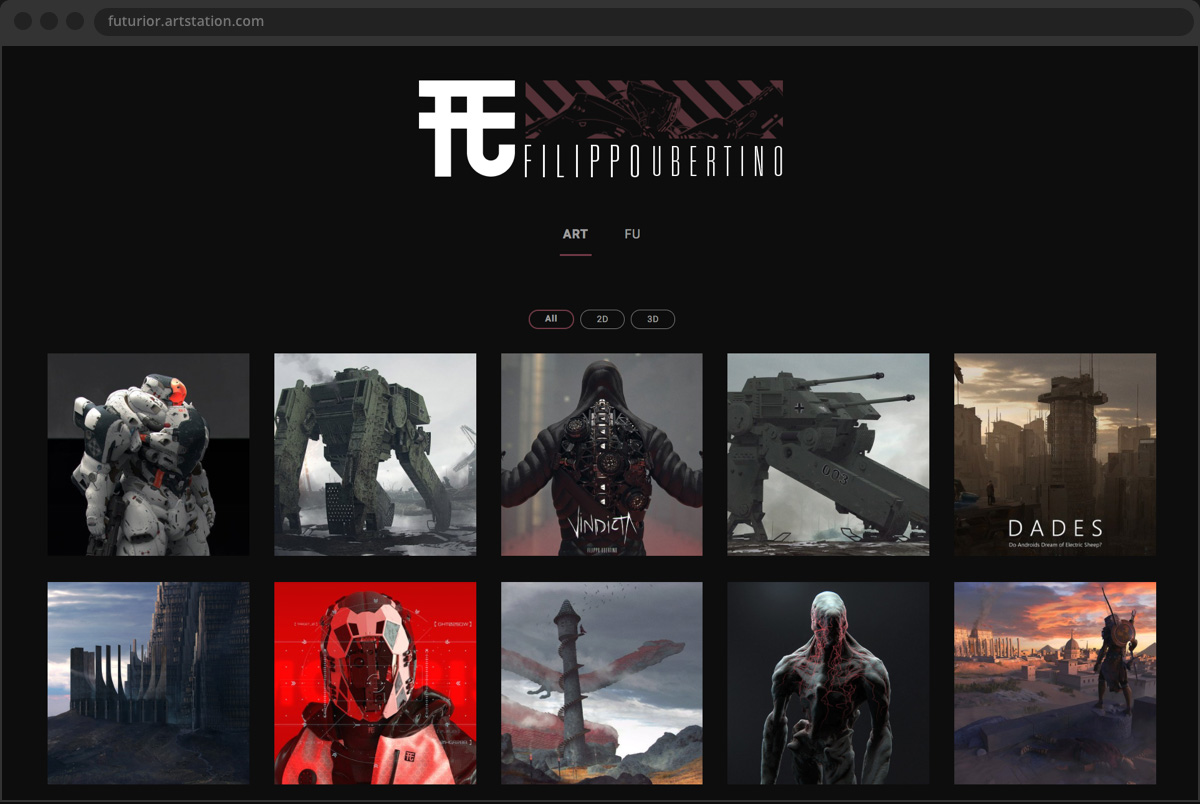 futurior.artstation.com
FILIPPO UBERTINO
ART FU
All 2D 3D
003
VINDICTA
FILIPPO UBERTINO
DADES
Do Androids Dream of Electric Sheep?